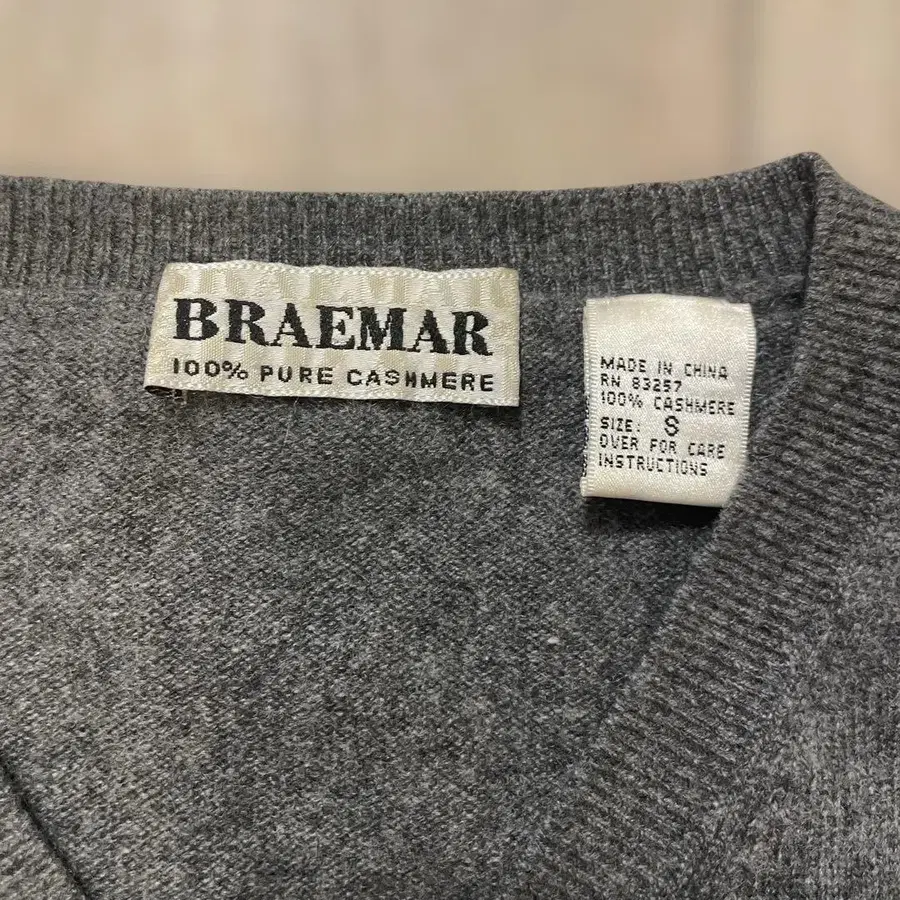 BRAEMAR
100% PURE CASHMERE
MADE IN CHINA
RN 83257
100% CASHMERE
SIZE: S
OVER FOR CARE
INSTRUCTIONS